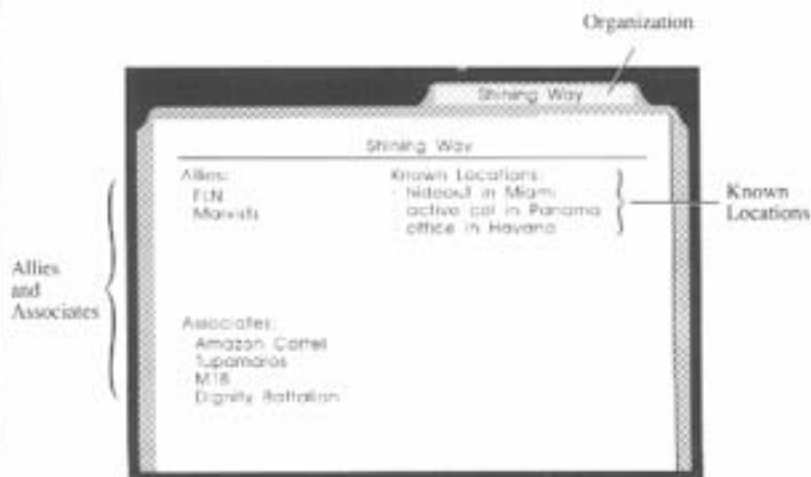 Organization
Shining Way
Shining Way
Allies:
FLN
Marxists
Known Locations:
- hideout in Miami
- active cel in Panama
- office in Havana
Known
Locations
Allies
and
Associates
Associates:
Amazon Cartel
Tupamaros
M18
Dignity Battalion